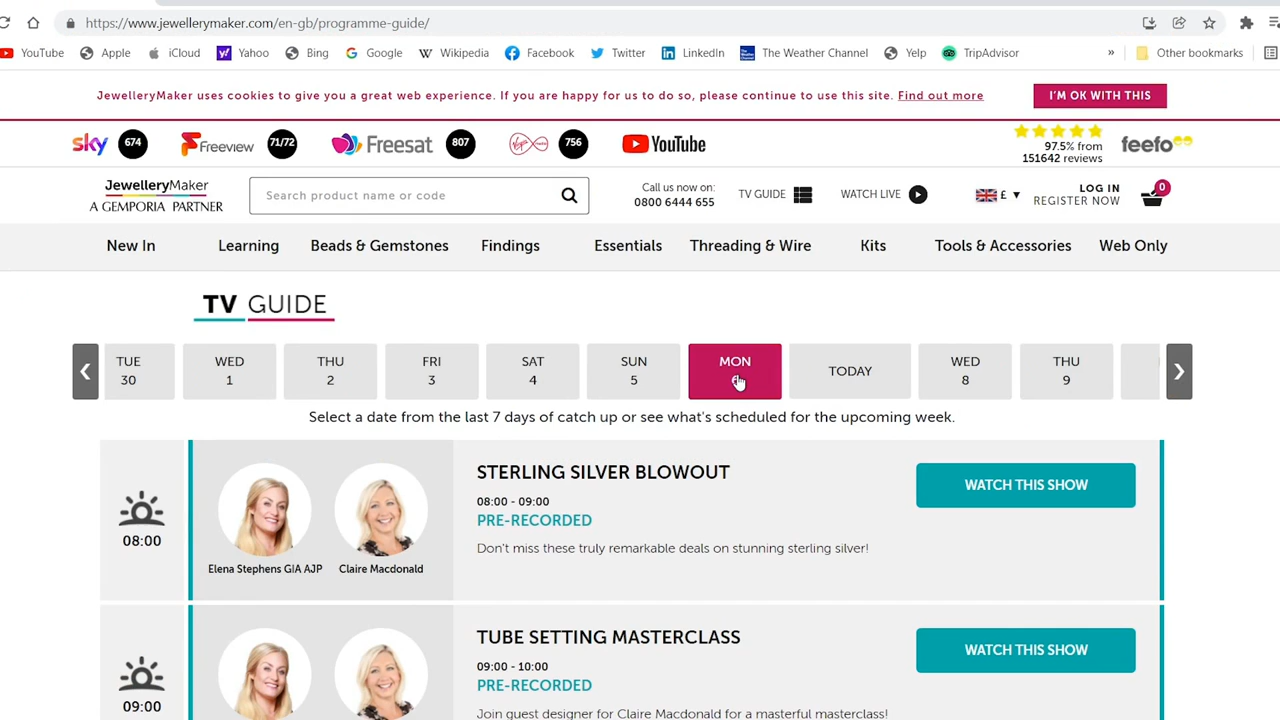 https://www.jewellerymaker.com/en-gb/programme-guide/
YouTube Apple iCloud Yahoo Bing Google Wikipedia Facebook Twitter LinkedIn The Weather Channel Yelp TripAdvisor » Other bookmarks
JewelleryMaker uses cookies to give you a great web experience. If you are happy for us to do so, please continue to use this site. Find out more
I'M OK WITH THIS
sky 674 Freeview 71/72 Freesat 807 756 YouTube
97.5% from
151642 reviews
feefo
JewelleryMaker
A GEMPORIA PARTNER
Search product name or code
Call us now on:
0800 6444 655
TV GUIDE
WATCH LIVE
£
LOG IN
REGISTER NOW
0
New In Learning Beads & Gemstones Findings Essentials Threading & Wire Kits Tools & Accessories Web Only
TV GUIDE
TUE WED THU FRI SAT SUN MON TODAY WED THU
30 1 2 3 4 5 8 9
Select a date from the last 7 days of catch up or see what's scheduled for the upcoming week.
08:00
Elena Stephens GIA AJP
Claire Macdonald
STERLING SILVER BLOWOUT
08:00 - 09:00
PRE-RECORDED
Don't miss these truly remarkable deals on stunning sterling silver!
WATCH THIS SHOW
09:00
TUBE SETTING MASTERCLASS
09:00 - 10:00
PRE-RECORDED
Join guest designer for Claire Macdonald for a masterful masterclass!
WATCH THIS SHOW